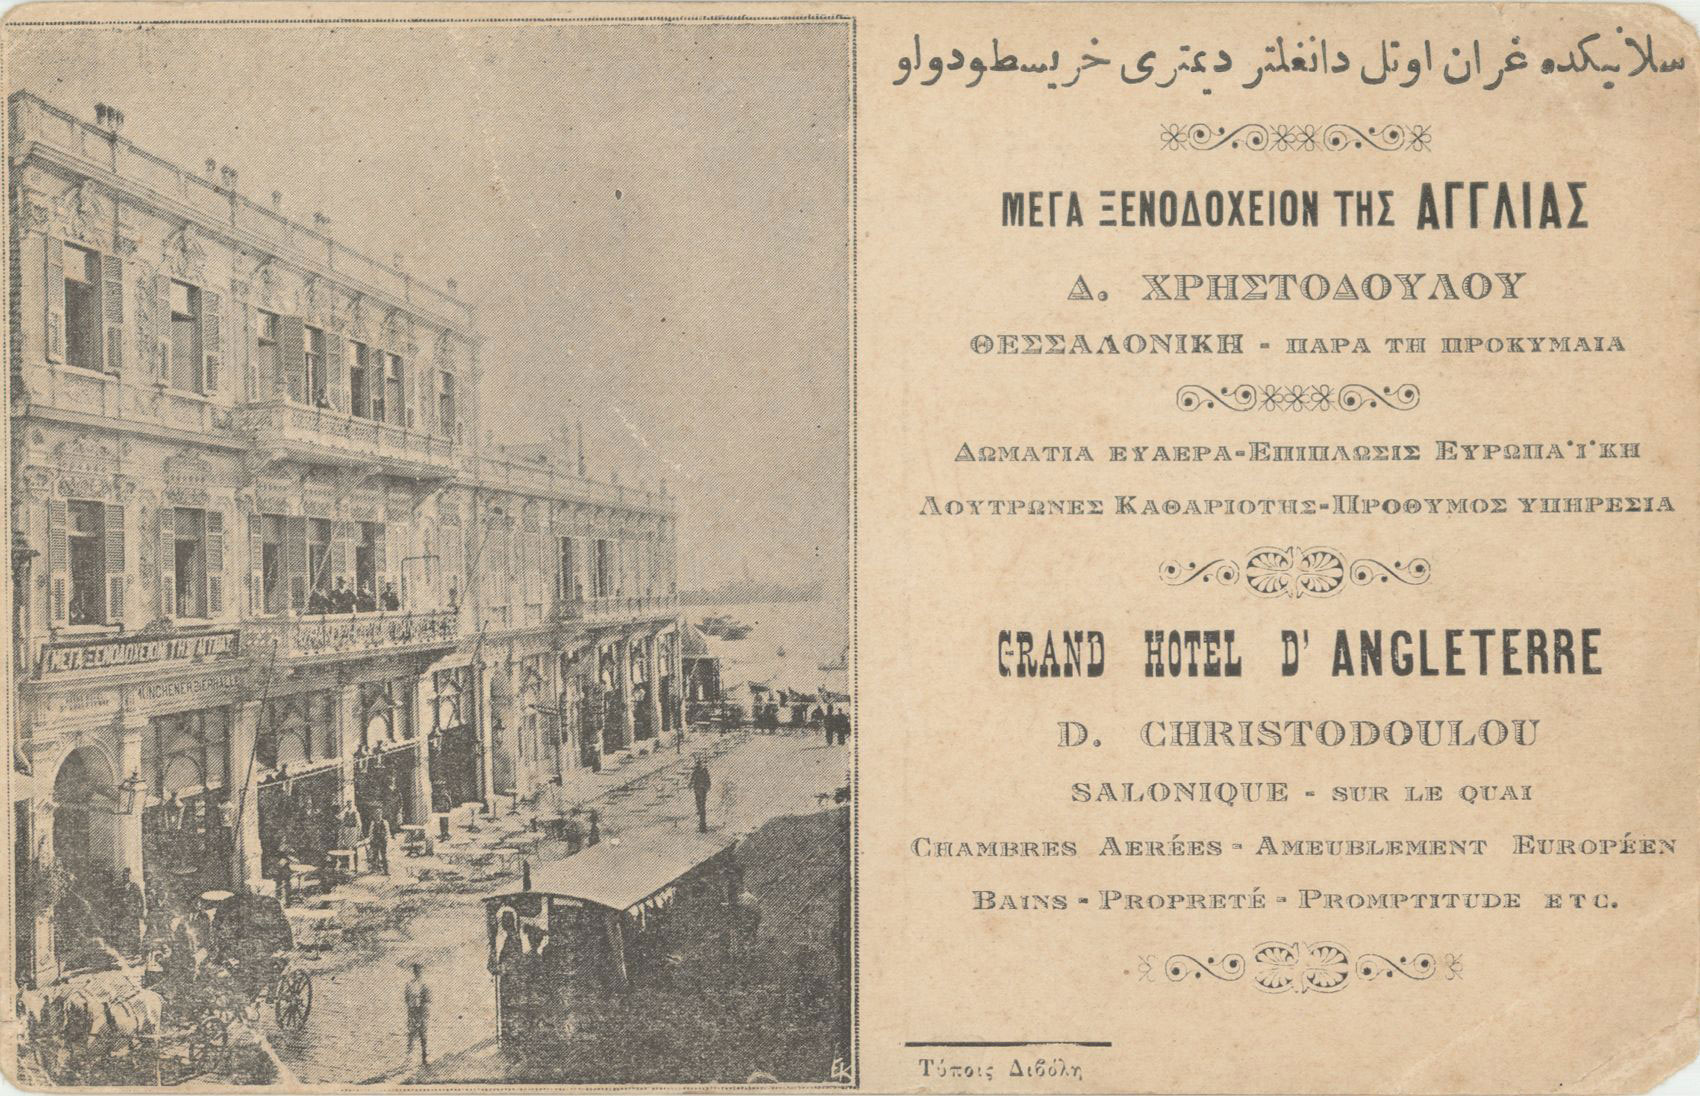 سلانیکده غران اوتل دانغلتر دیمتری خریسطودولو
ΜΕΓΑ ΞΕΝΟΔΟΧΕΙΟΝ ΤΗΣ ΑΓΓΛΙΑΣ
Δ. ΧΡΗΣΤΟΔΟΥΛΟΥ
ΘΕΣΣΑΛΟΝΙΚΗ - ΠΑΡΑ ΤΗ ΠΡΟΚΥΜΑΙΑ
ΔΩΜΑΤΙΑ ΕΥΑΕΡΑ-ΕΠΙΠΛΩΣΙΣ ΕΥΡΩΠΑΪΚΗ
ΛΟΥΤΡΩΝΕΣ ΚΑΘΑΡΙΟΤΗΣ-ΠΡΟΘΥΜΟΣ ΥΠΗΡΕΣΙΑ
GRAND HOTEL D' ANGLETERRE
D. CHRISTODOULOU
SALONIQUE - SUR LE QUAI
CHAMBRES AERÉES - AMEUBLEMENT EUROPÉEN
BAINS - PROPRETÉ - PROMPTITUDE ETC.
Τύποις Διβόλη
ΜΕΓΑ ΞΕΝΟΔΟΧΕΙΟΝ ΤΗΣ ΑΓΓΛΙΑΣ
MÜNCHENER BIERHALLE
EK